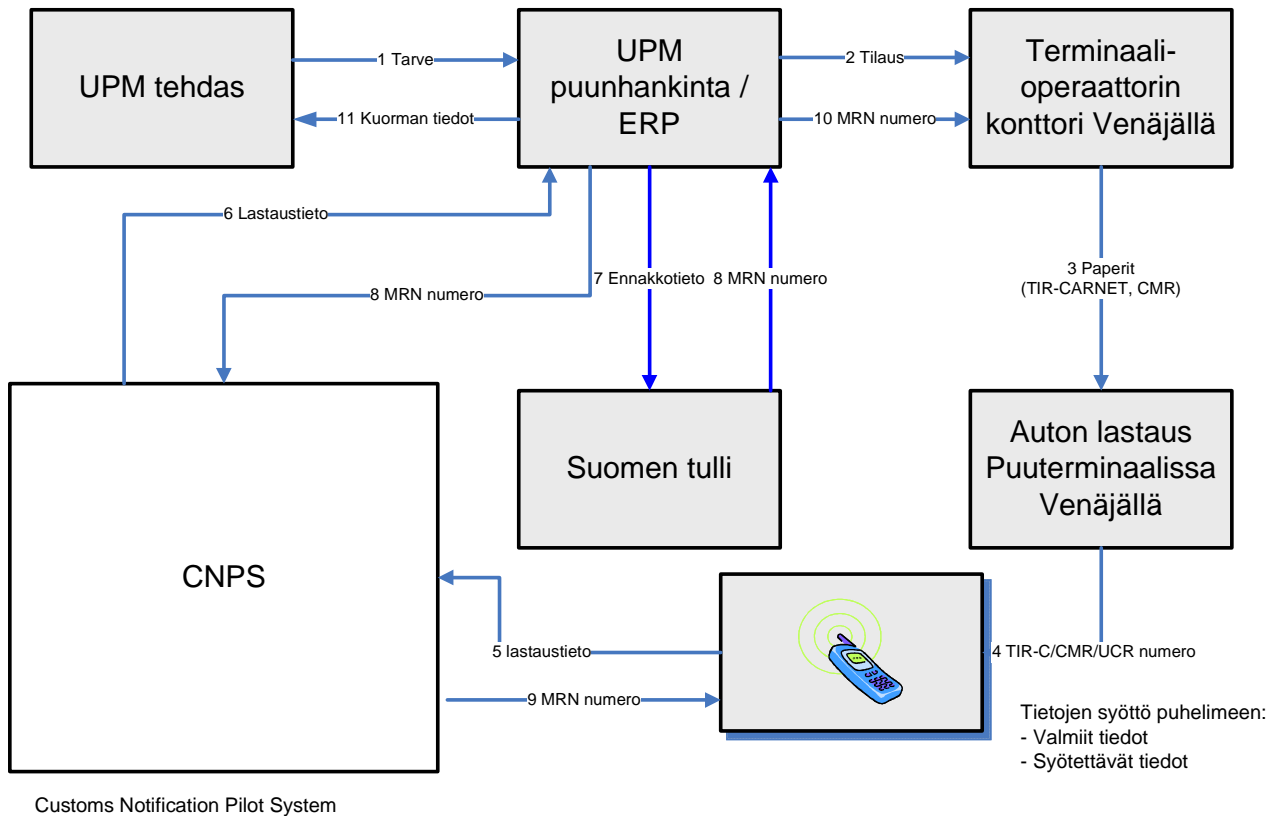 UPM tehdas
1 Tarve
11 Kuorman tiedot
UPM
puunhankinta /
ERP
2 Tilaus
10 MRN numero
Terminaali-
operaattorin
konttori Venäjällä
6 Lastaustieto
8 MRN numero
7 Ennakkotieto
8 MRN numero
3 Paperit
(TIR-CARNET, CMR)
CNPS
Suomen tulli
Auton lastaus
Puuterminaalissa
Venäjällä
5 lastaustieto
9 MRN numero
4 TIR-C/CMR/UCR numero
Tietojen syöttö puhelimeen:
- Valmiit tiedot
- Syötettävät tiedot
Customs Notification Pilot System